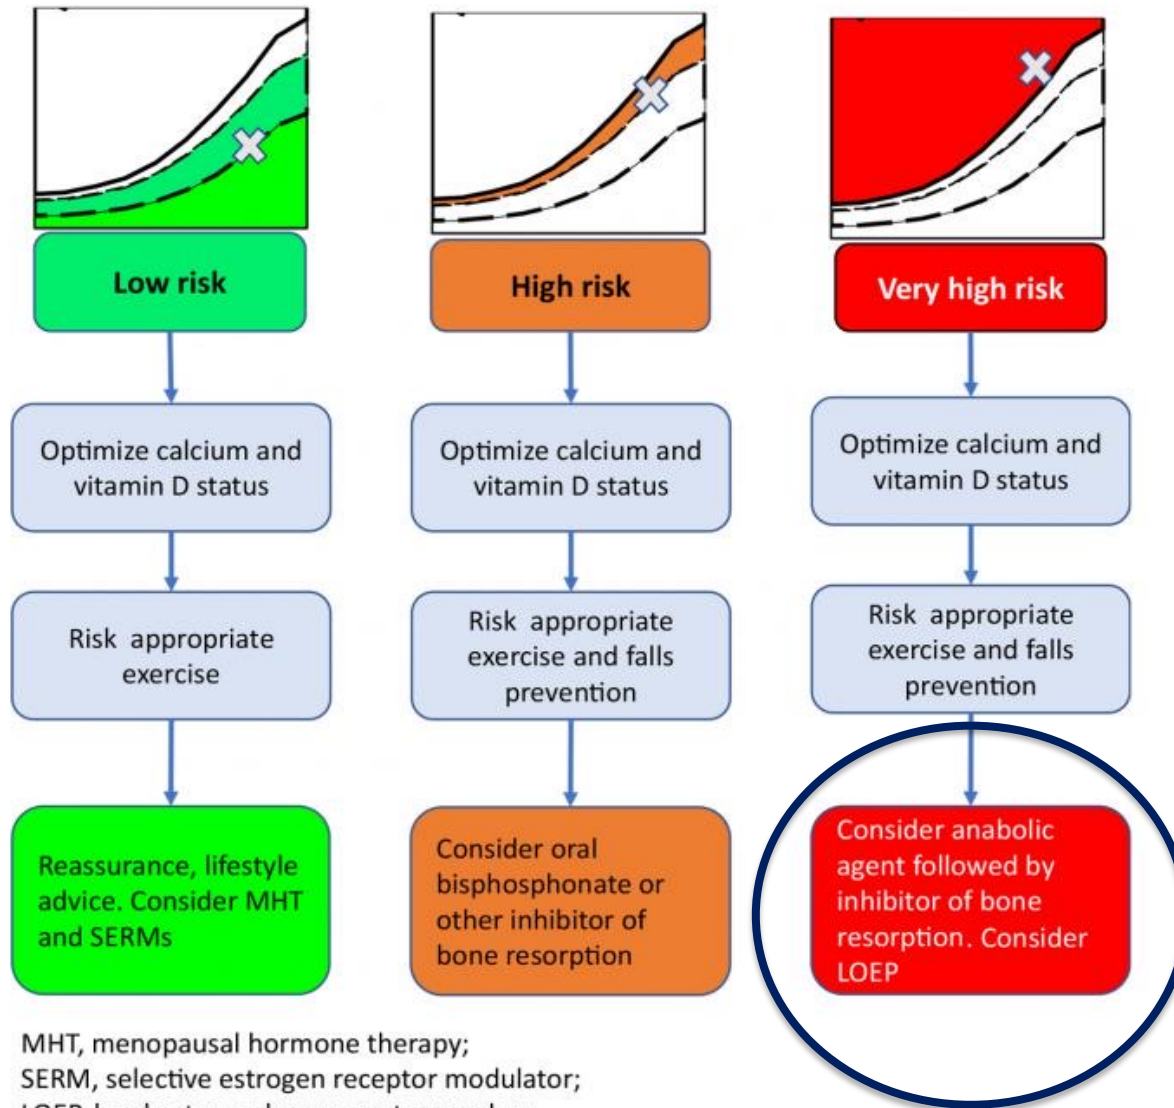 Low risk
High risk
Very high risk
Optimize calcium and
vitamin D status
Optimize calcium and
vitamin D status
Optimize calcium and
vitamin D status
Risk appropriate
exercise
Risk appropriate
exercise and falls
prevention
Risk appropriate
exercise and falls
prevention
Reassurance, lifestyle
advice. Consider MHT
and SERMs
Consider oral
bisphosphonate or
other inhibitor of
bone resorption
Consider anabolic
agent followed by
inhibitor of bone
resorption. Consider
LOEP
MHT, menopausal hormone therapy;
SERM, selective estrogen receptor modulator;